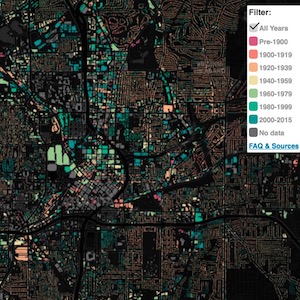 Filter:
All Years
Pre-1900
1900-1919
1920-1939
1940-1959
1960-1979
1980-1999
2000-2015
No data
FAQ & Sources